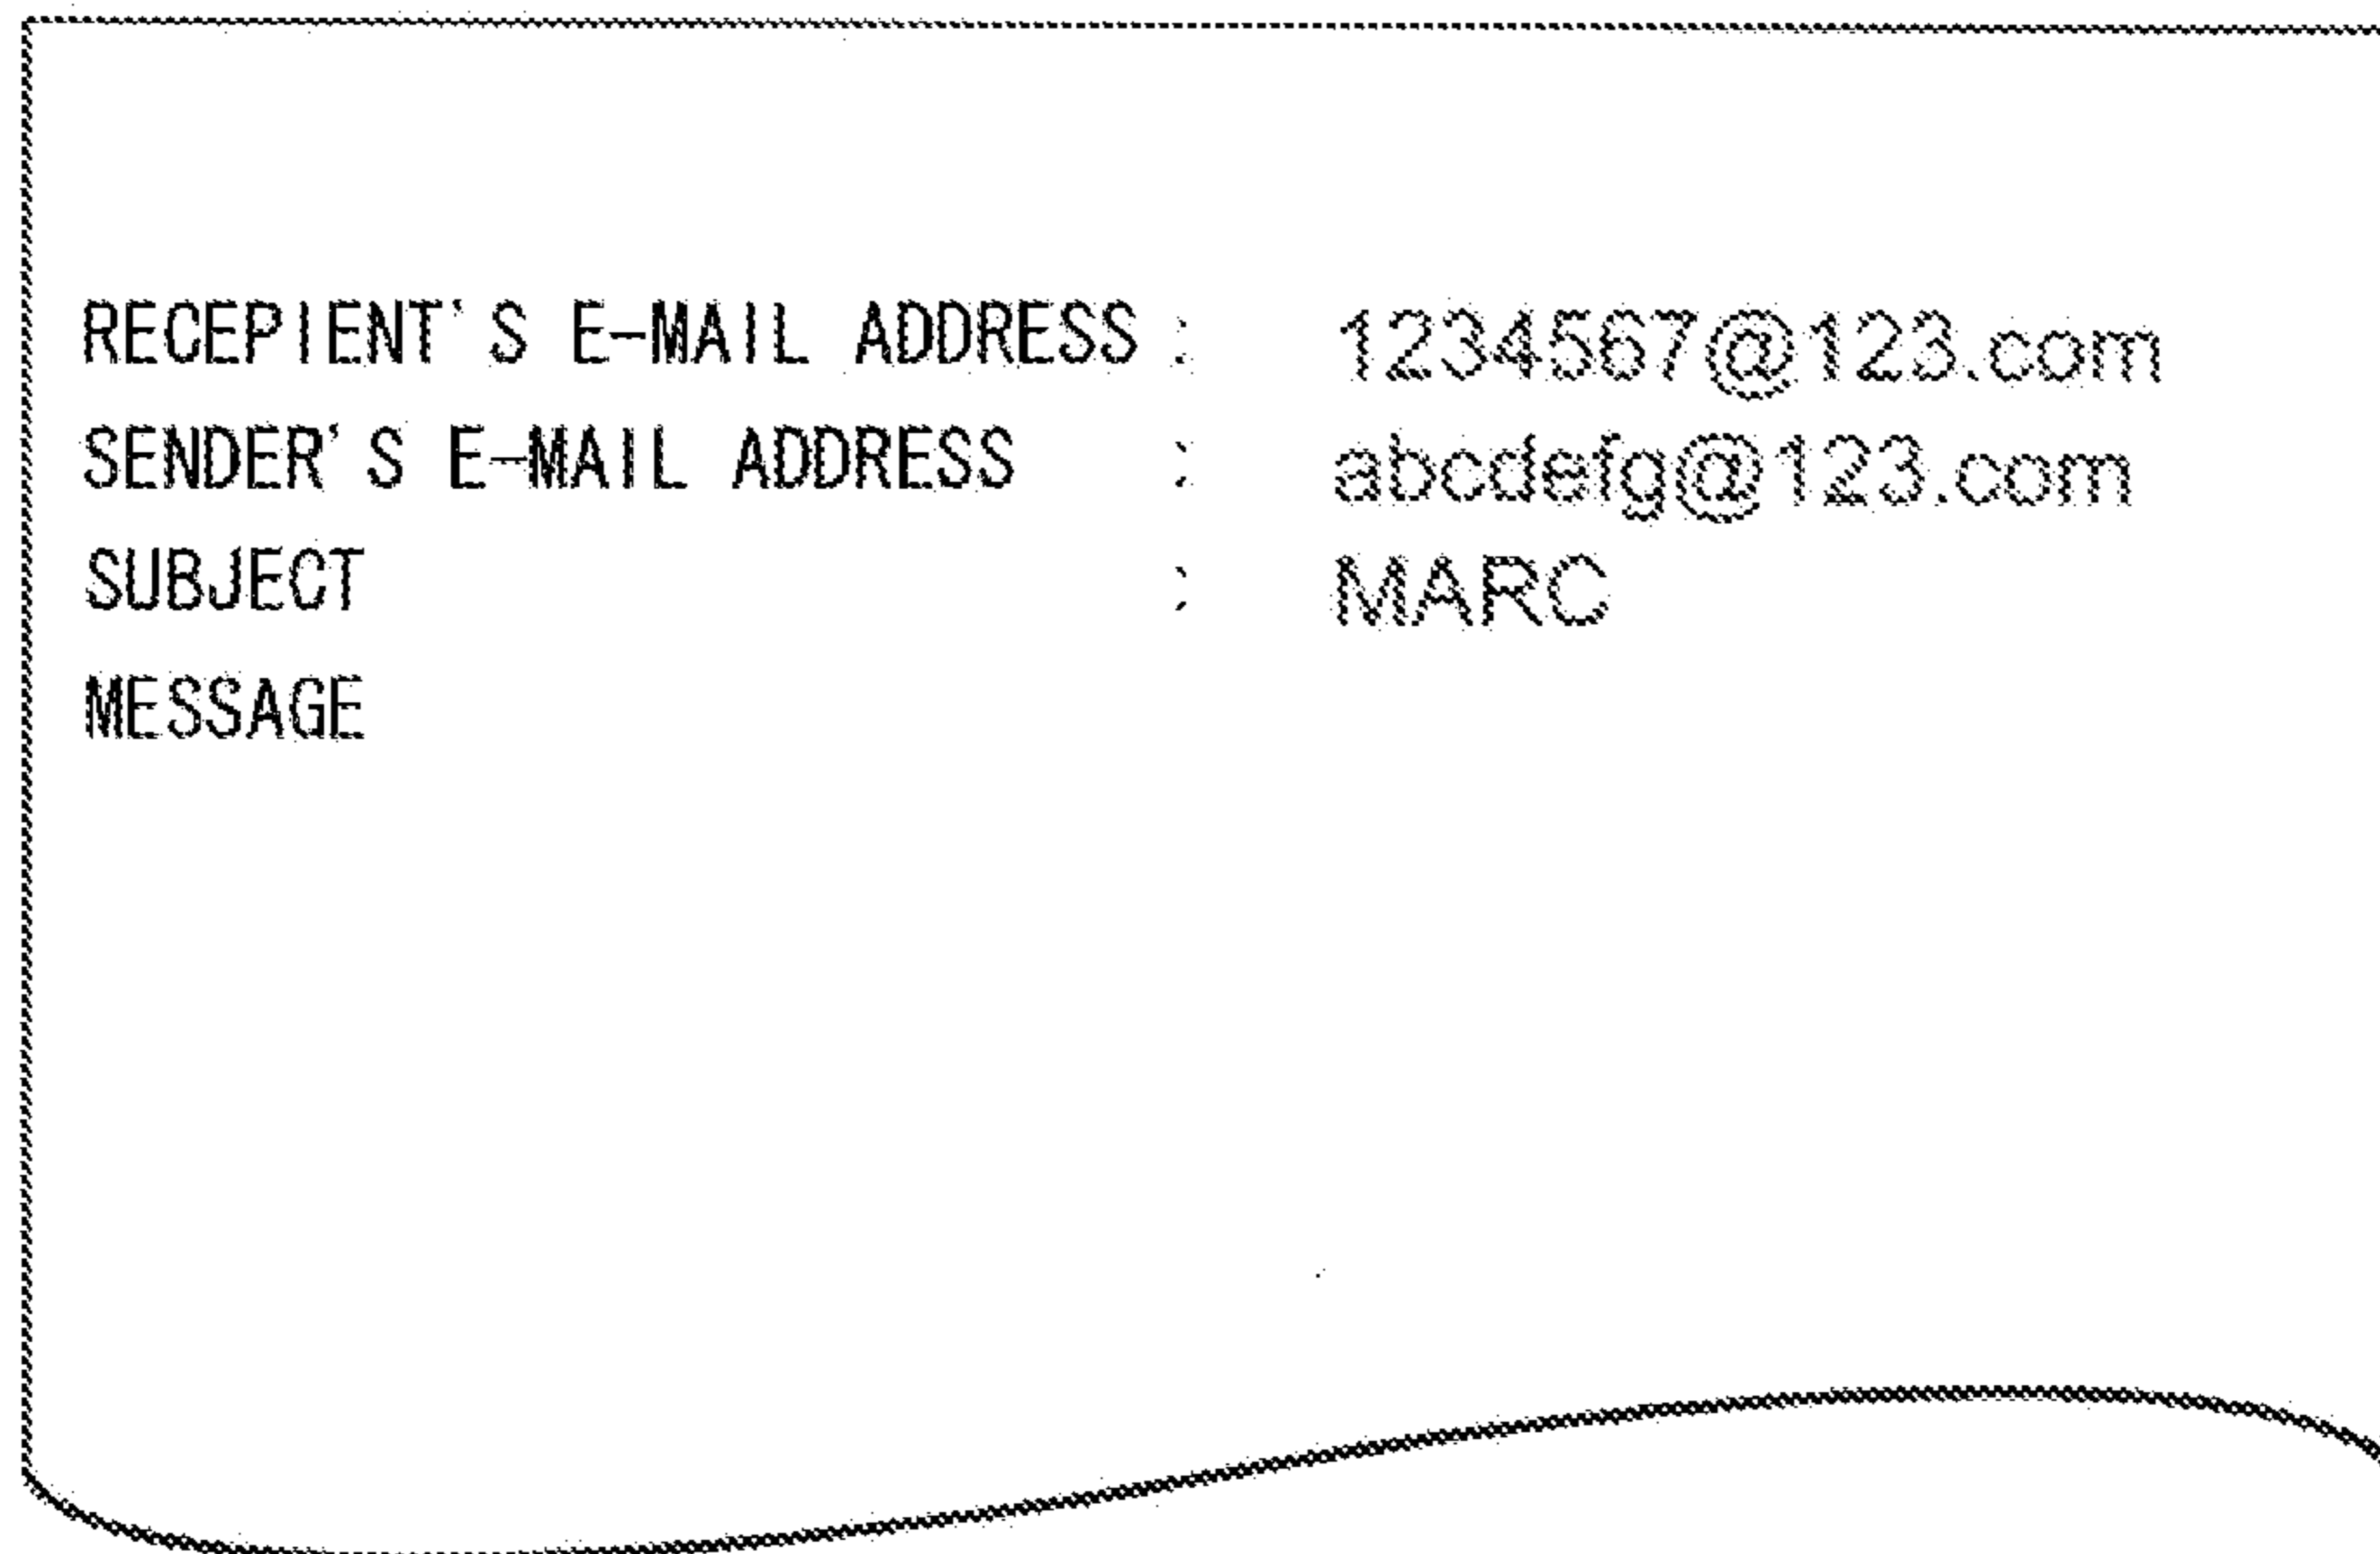 RECEPIENT'S E-MAIL ADDRESS : 1234567@123.com
SENDER'S E-MAIL ADDRESS : abcdefg@123.com
SUBJECT : MARC
MESSAGE